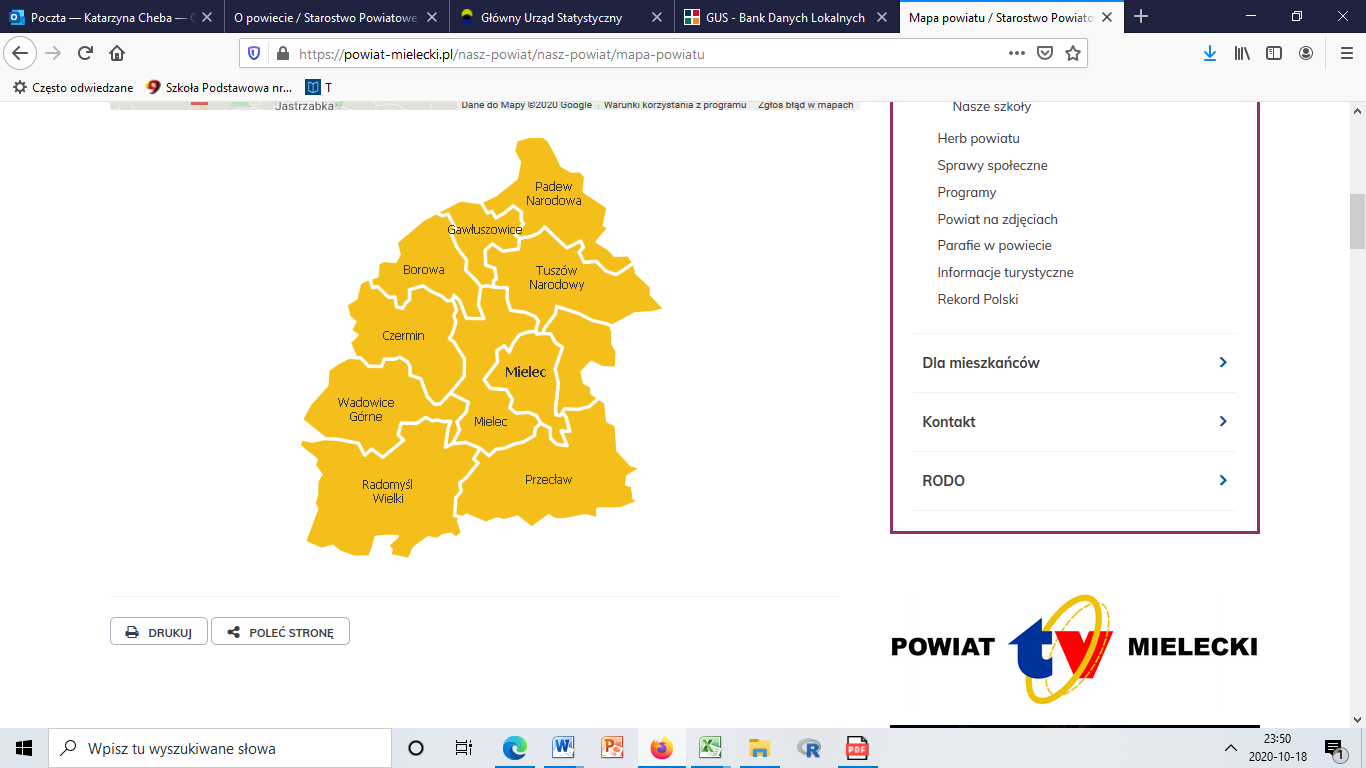 Poczta — Katarzyna Cheba — O
O powiecie / Starostwo Powiatowe
Główny Urząd Statystyczny
GUS - Bank Danych Lokalnych
Mapa powiatu / Starostwo Powiato
https://powiat-mielecki.pl/nasz-powiat/nasz-powiat/mapa-powiatu
Często odwiedzane
Szkoła Podstawowa nr...
T
Jastrząbka
Dane do Mapy ©2020 Google
Warunki korzystania z programu
Zgłoś błąd w mapach
Padew
Narodowa
Gawłuszowice
Borowa
Tuszów
Narodowy
Czermin
Mielec
Wadowice
Górne
Mielec
Radomyśl
Wielki
Przecław
DRUKUJ
POLEĆ STRONĘ
Nasze szkoły
Herb powiatu
Sprawy społeczne
Programy
Powiat na zdjęciach
Parafie w powiecie
Informacje turystyczne
Rekord Polski
Dla mieszkańców
Kontakt
RODO
POWIAT tv MIELECKI
Wpisz tu wyszukiwane słowa
23:50
2020-10-18
1